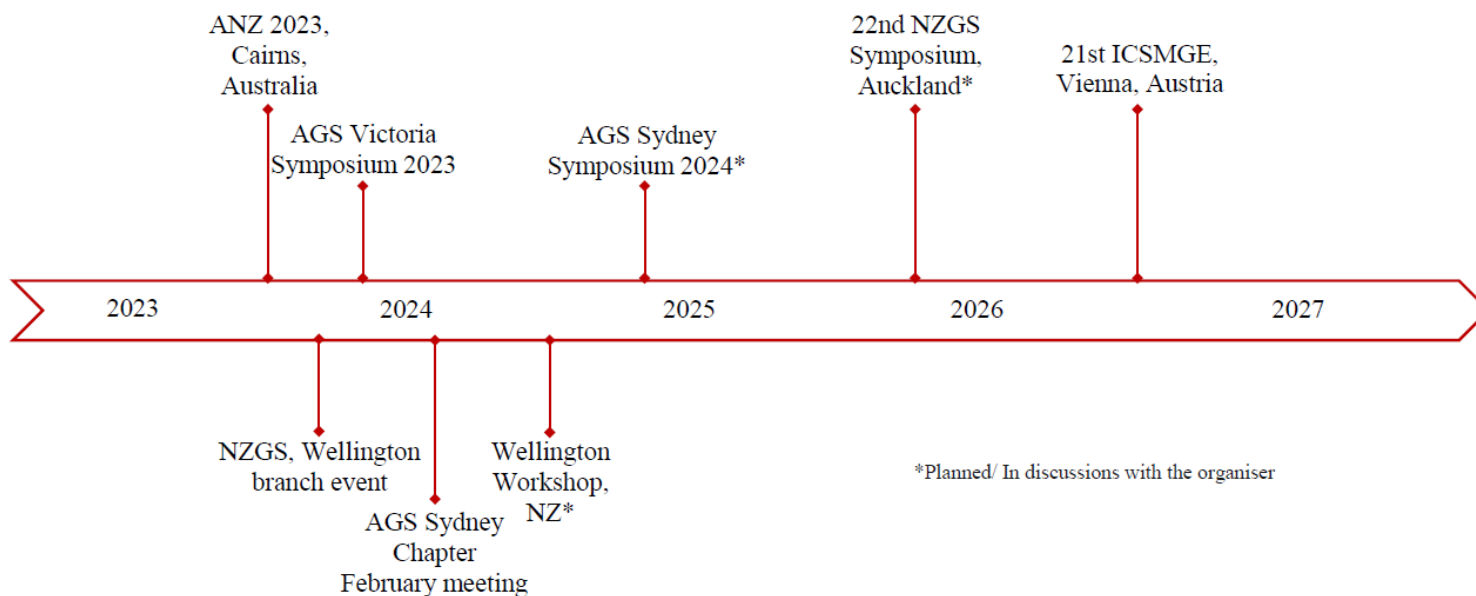 ANZ 2023,
Cairns,
Australia
AGS Victoria
Symposium 2023
AGS Sydney
Symposium 2024*
22nd NZGS
Symposium,
Auckland*
21st ICSMGE,
Vienna, Austria
2023
2024
2025
2026
2027
NZGS, Wellington
branch event
AGS Sydney
Chapter
February meeting
Wellington
Workshop,
NZ*
*Planned/ In discussions with the organiser